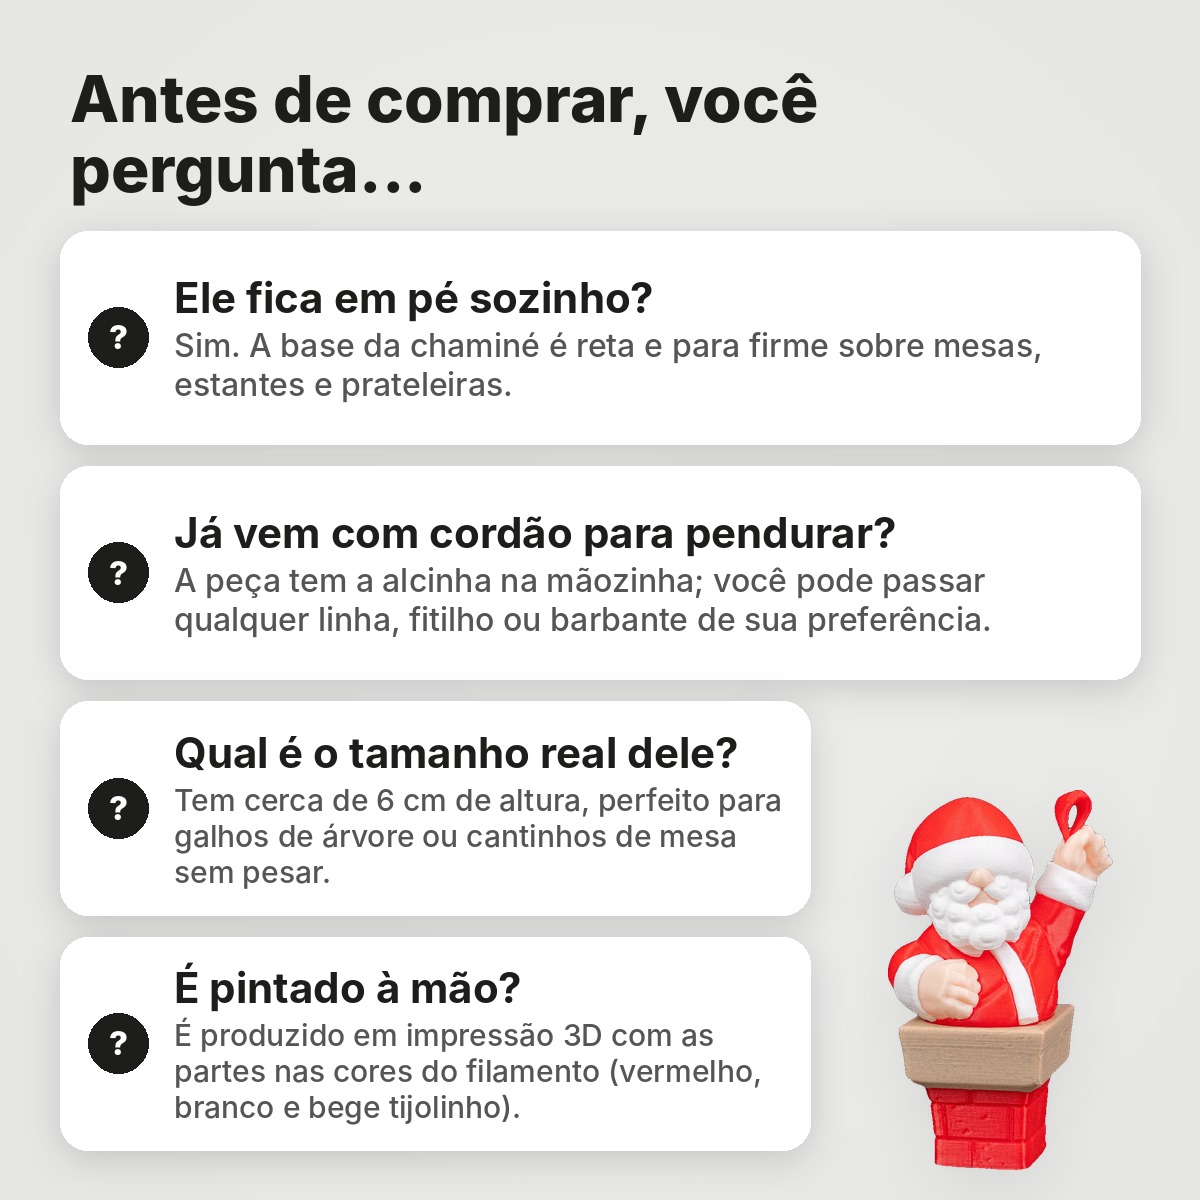 Antes de comprar, você
pergunta...
?
Ele fica em pé sozinho?
Sim. A base da chaminé é reta e para firme sobre mesas,
estantes e prateleiras.
?
Já vem com cordão para pendurar?
A peça tem a alcinha na mãozinha; você pode passar
qualquer linha, fitilho ou barbante de sua preferência.
?
Qual é o tamanho real dele?
Tem cerca de 6 cm de altura, perfeito para
galhos de árvore ou cantinhos de mesa
sem pesar.
?
É pintado à mão?
É produzido em impressão 3D com as
partes nas cores do filamento (vermelho,
branco e bege tijolinho).